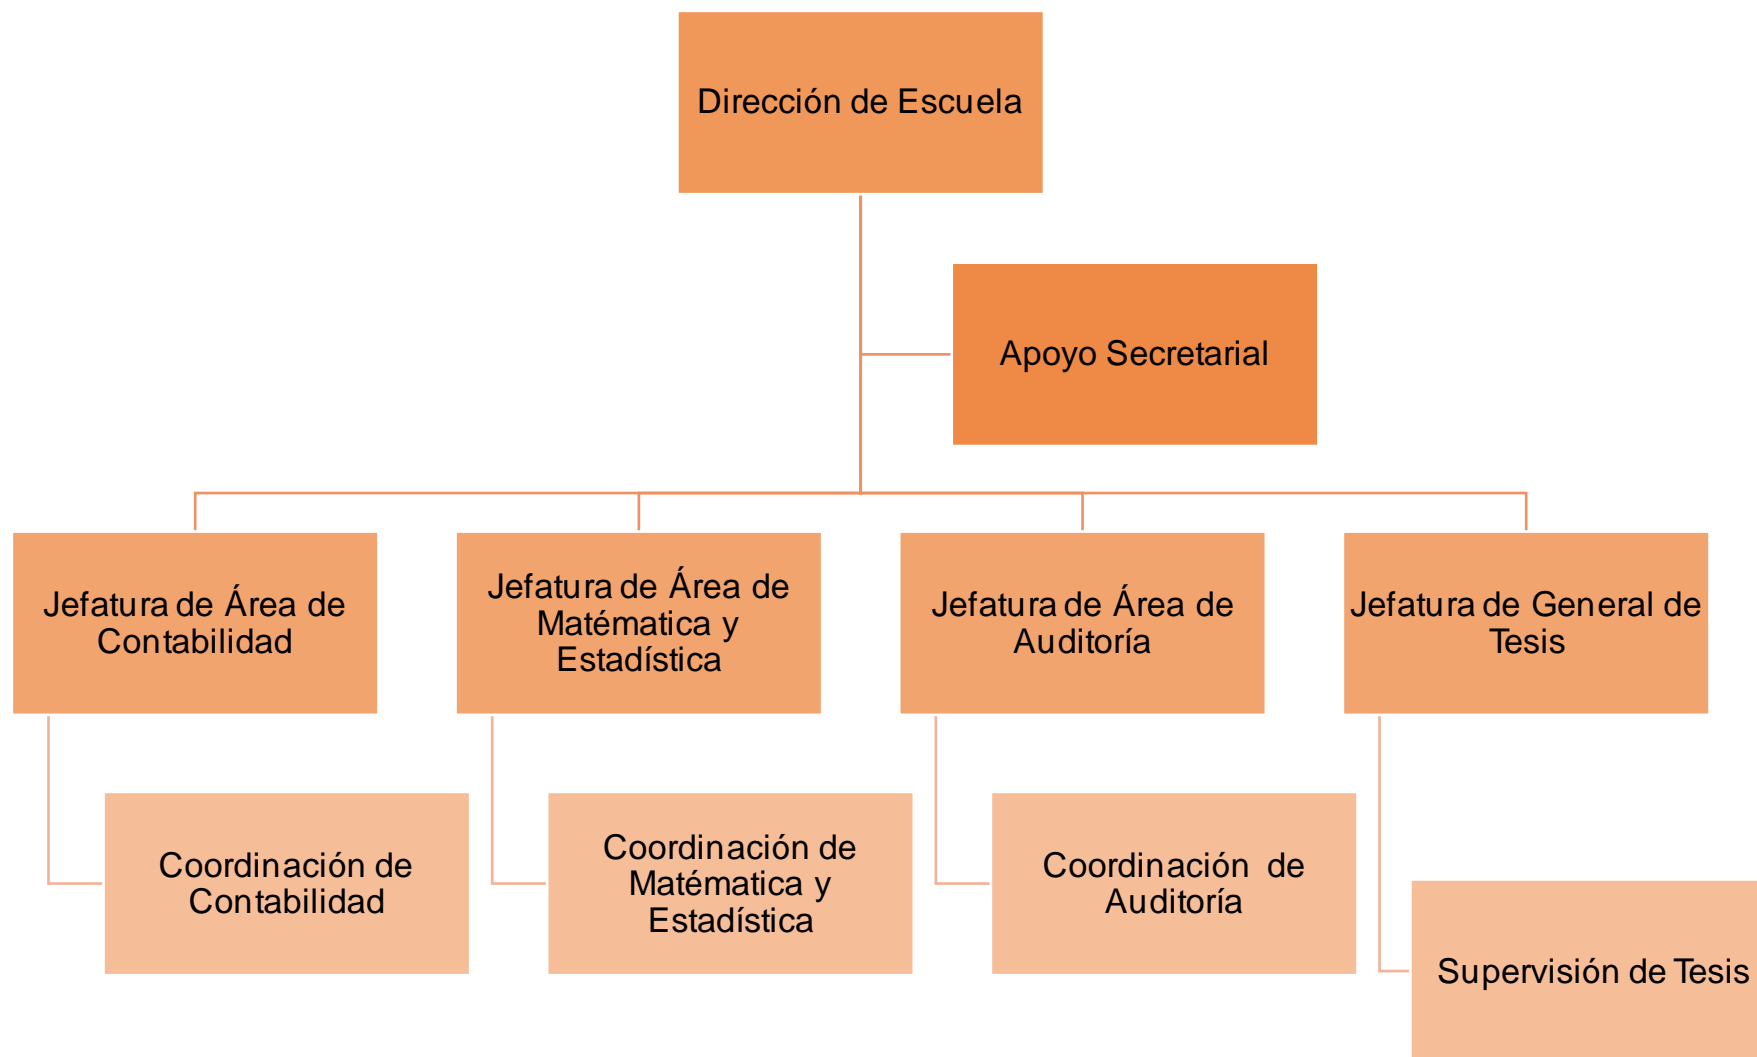 Dirección de Escuela
Apoyo Secretarial
Jefatura de Área de
Contabilidad
Jefatura de Área de
Matématica y
Estadística
Jefatura de Área de
Auditoría
Jefatura de General de
Tesis
Coordinación de
Contabilidad
Coordinación de
Matématica y
Estadística
Coordinación de
Auditoría
Supervisión de Tesis